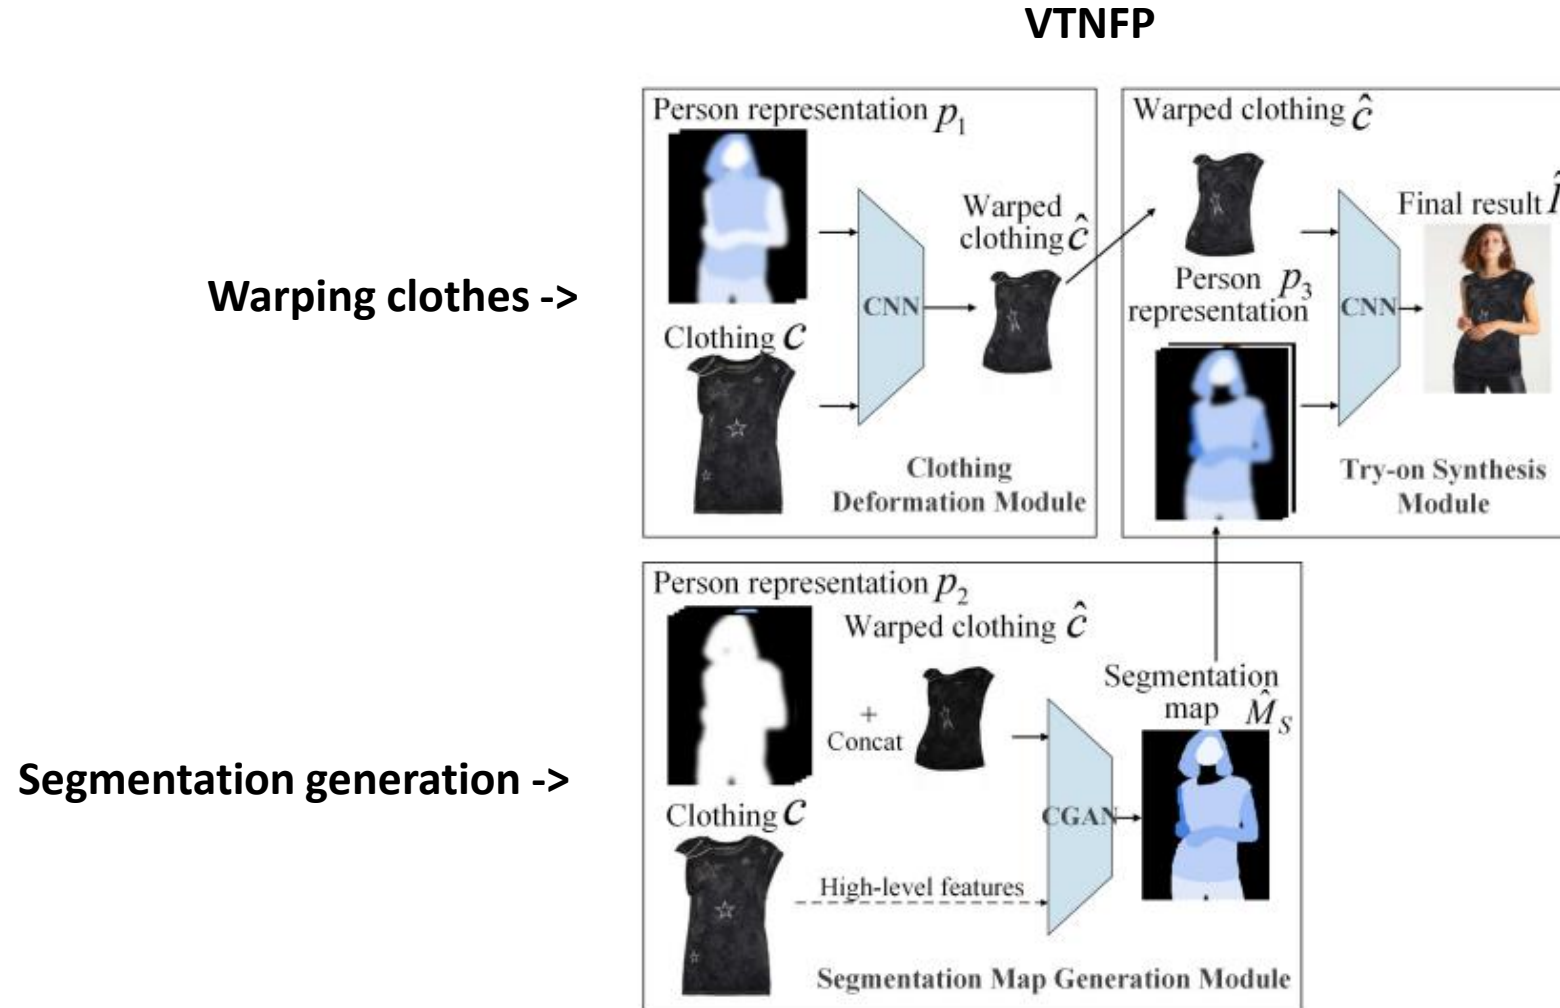 VTNFP
Warping clothes ->
Person representation p₁
Clothing C
CNN
Warped
clothing ĉ
Clothing
Deformation Module
Warped clothing ĉ
Person p₃
representation
CNN
Final result Î
Try-on Synthesis
Module
Segmentation generation ->
Person representation p₂
Warped clothing ĉ
+
Concat
Clothing C
High-level features
CGAN
Segmentation
map M̂_S
Segmentation Map Generation Module